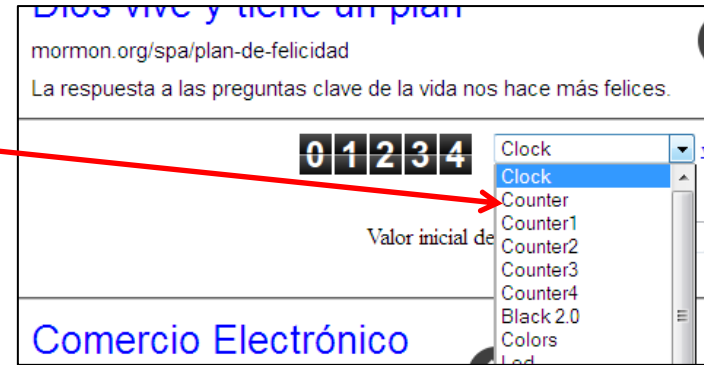 Dios vive y tiene un plan
mormon.org/spa/plan-de-felicidad
La respuesta a las preguntas clave de la vida nos hace más felices.
01234 Clock
Clock
Counter
Counter1
Valor inicial de
Counter2
Counter3
Counter4
Black 2.0
Colors
Led
Comercio Electrónico